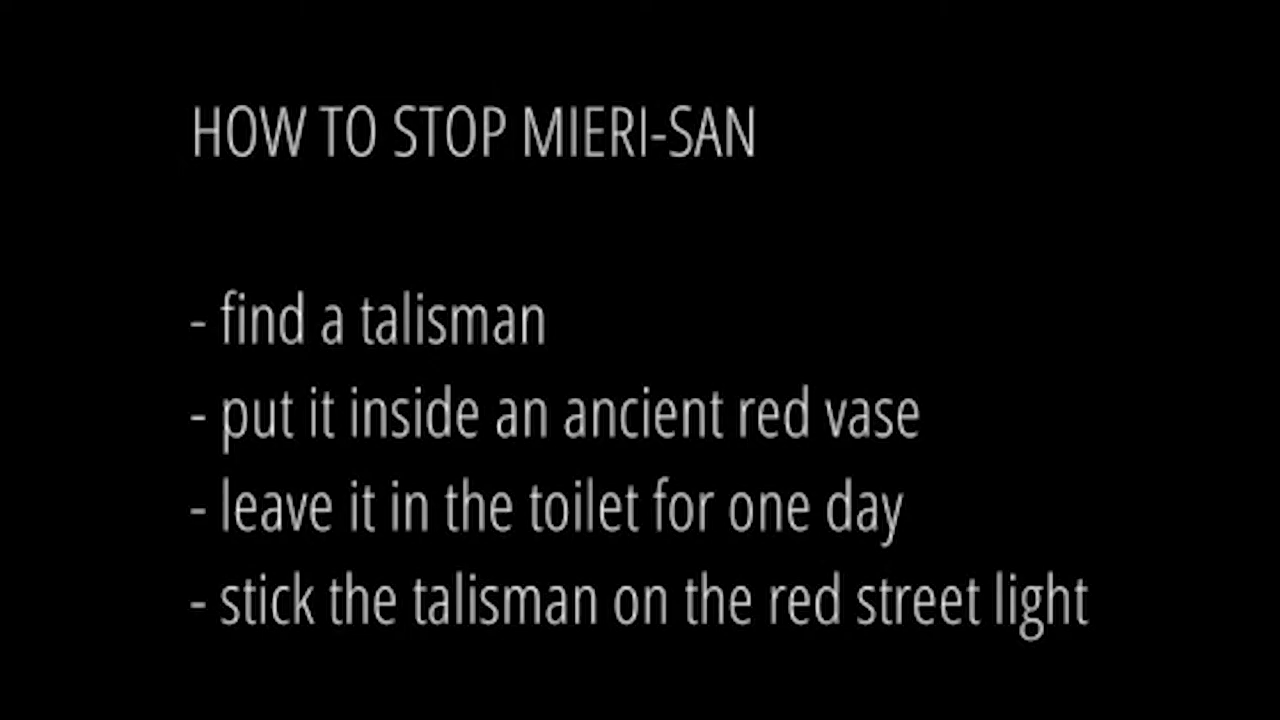 HOW TO STOP MIERI-SAN
- find a talisman
- put it inside an ancient red vase
- leave it in the toilet for one day
- stick the talisman on the red street light